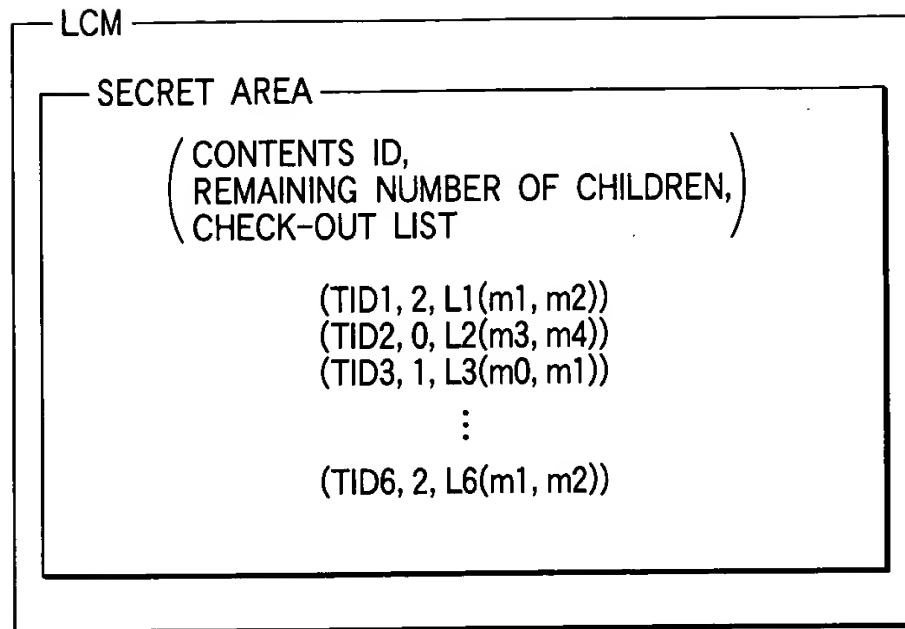 LCM
SECRET AREA
(CONTENTS ID,
REMAINING NUMBER OF CHILDREN,
CHECK-OUT LIST)
(TID1, 2, L1(m1, m2))
(TID2, 0, L2(m3, m4))
(TID3, 1, L3(m0, m1))
⋮
(TID6, 2, L6(m1, m2))